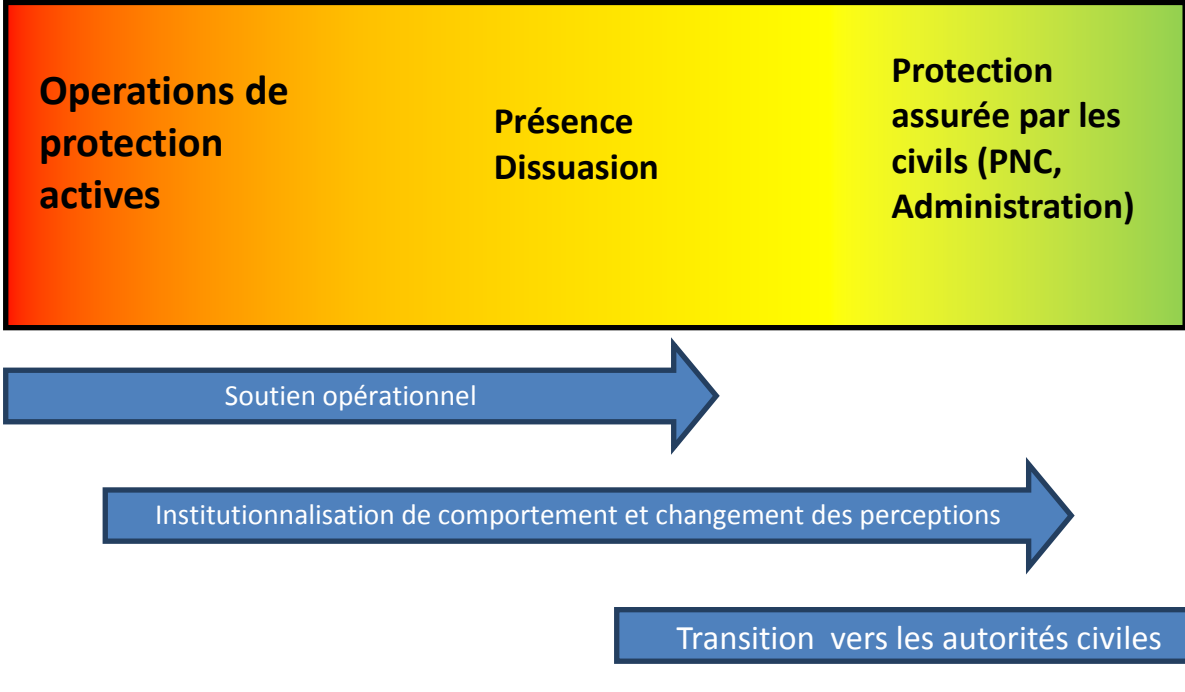 Operations de
protection
actives
Présence
Dissuasion
Protection
assurée par les
civils (PNC,
Administration)
Soutien opérationnel
Institutionnalisation de comportement et changement des perceptions
Transition vers les autorités civiles